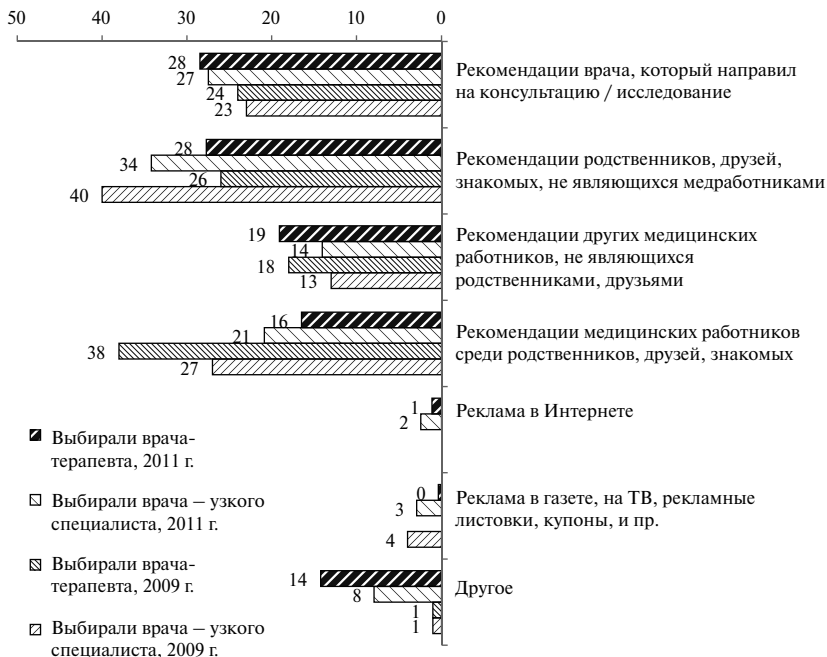 50 40 30 20 10 0
28
27
24
23
Рекомендации врача, который направил
на консультацию / исследование
28
34
26
40
Рекомендации родственников, друзей,
знакомых, не являющихся медработниками
19
14
18
13
Рекомендации других медицинских
работников, не являющихся
родственниками, друзьями
16
21
38
27
Рекомендации медицинских работников
среди родственников, друзей, знакомых
1
2
Реклама в Интернете
0
3
4
Реклама в газете, на ТВ, рекламные
листовки, купоны, и пр.
14
8
1
1
Другое
Выбирали врача-
терапевта, 2011 г.
Выбирали врача – узкого
специалиста, 2011 г.
Выбирали врача-
терапевта, 2009 г.
Выбирали врача – узкого
специалиста, 2009 г.